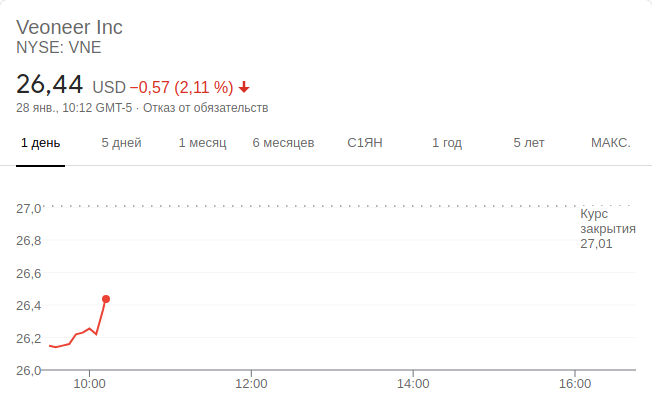 Veoneer Inc
NYSE: VNE
26,44 USD −0,57 (2,11 %)
28 янв., 10:12 GMT-5 · Отказ от обязательств
1 день 5 дней 1 месяц 6 месяцев С1ЯН 1 год 5 лет МАКС.
27,0
Курс
закрытия
27,01
26,8
26,6
26,4
26,2
26,0
10:00 12:00 14:00 16:00